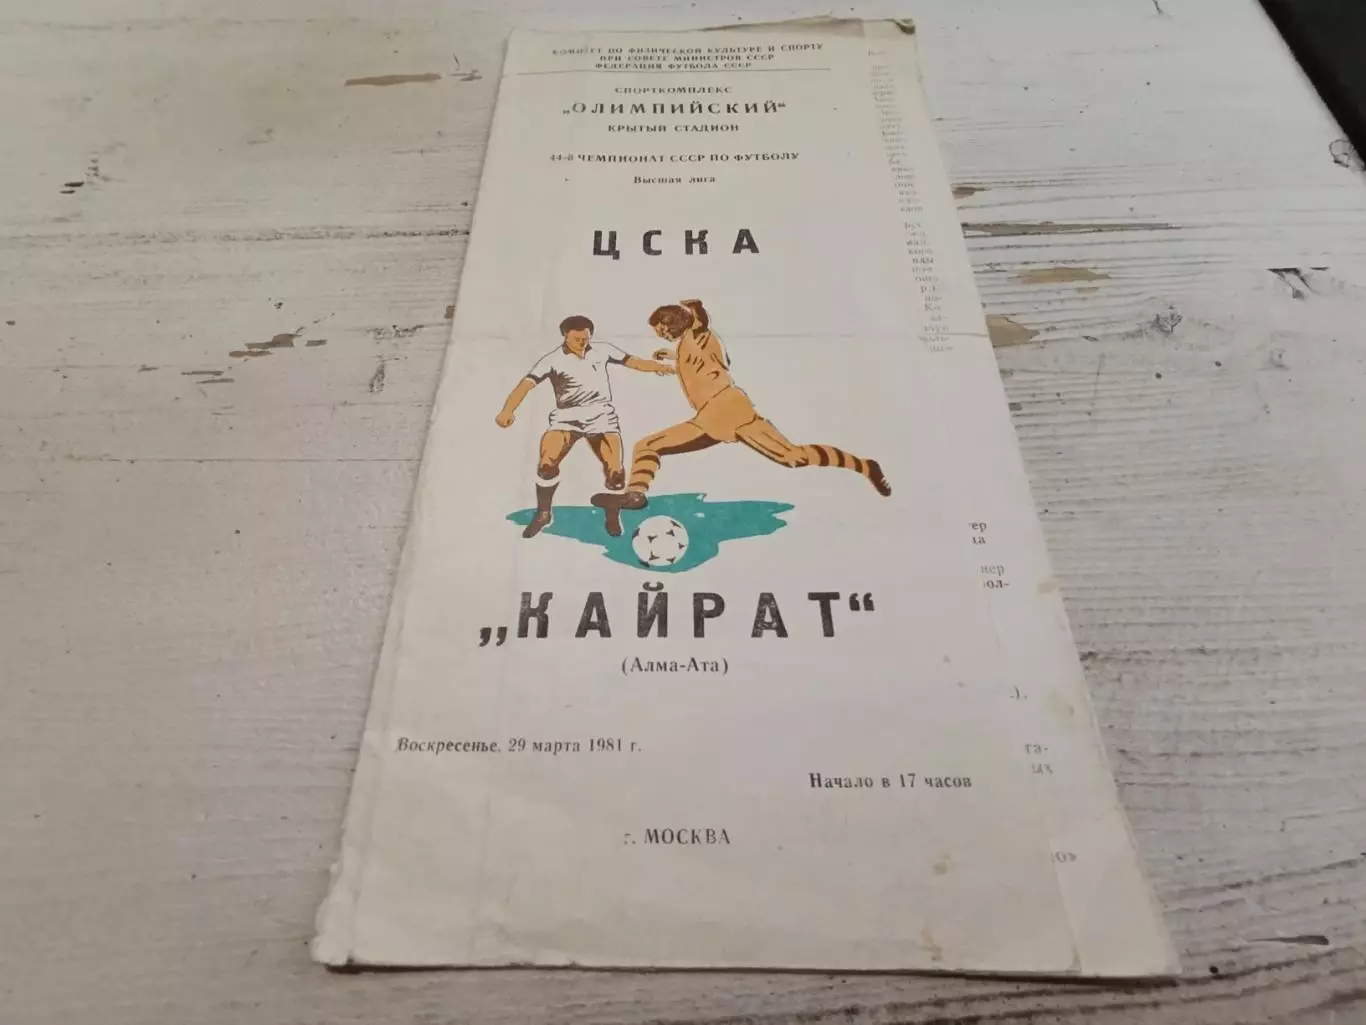 КОМИТЕТ ПО ФИЗИЧЕСКОЙ КУЛЬТУРЕ И СПОРТУ
ПРИ СОВЕТЕ МИНИСТРОВ СССР
ФЕДЕРАЦИЯ ФУТБОЛА СССР
СПОРТКОМПЛЕКС
„ОЛИМПИЙСКИЙ“
КРЫТЫЙ СТАДИОН
44-й ЧЕМПИОНАТ СССР ПО ФУТБОЛУ
Высшая лига
ЦСКА
„КАЙРАТ“
(Алма-Ата)
Воскресенье, 29 марта 1981 г.
Начало в 17 часов
г. МОСКВА